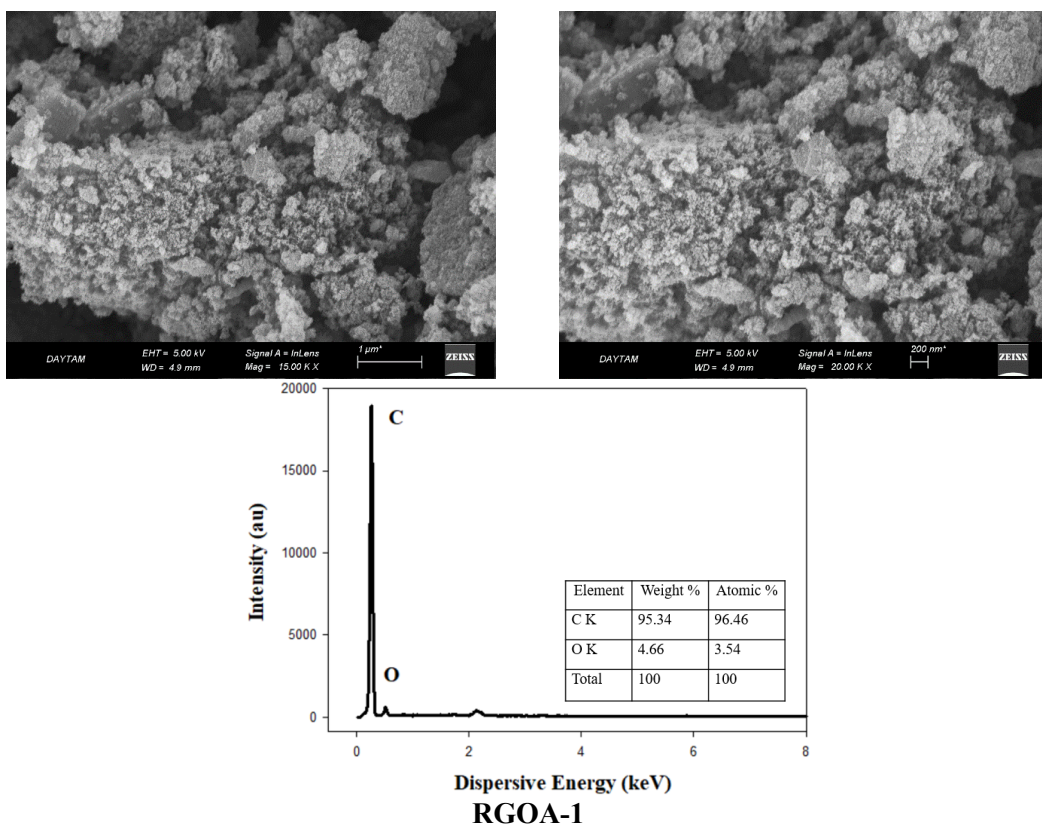 DAYTAM
EHT = 5.00 kV
WD = 4.9 mm
Signal A = InLens
Mag = 15.00 K X
1 µm*
ZEISS
DAYTAM
EHT = 5.00 kV
WD = 4.9 mm
Signal A = InLens
Mag = 20.00 K X
200 nm*
ZEISS
20000
15000
10000
5000
0
Intensity (au)
C
O
Element Weight % Atomic %
C K 95.34 96.46
O K 4.66 3.54
Total 100 100
0 2 4 6 8
Dispersive Energy (keV)
RGOA-1